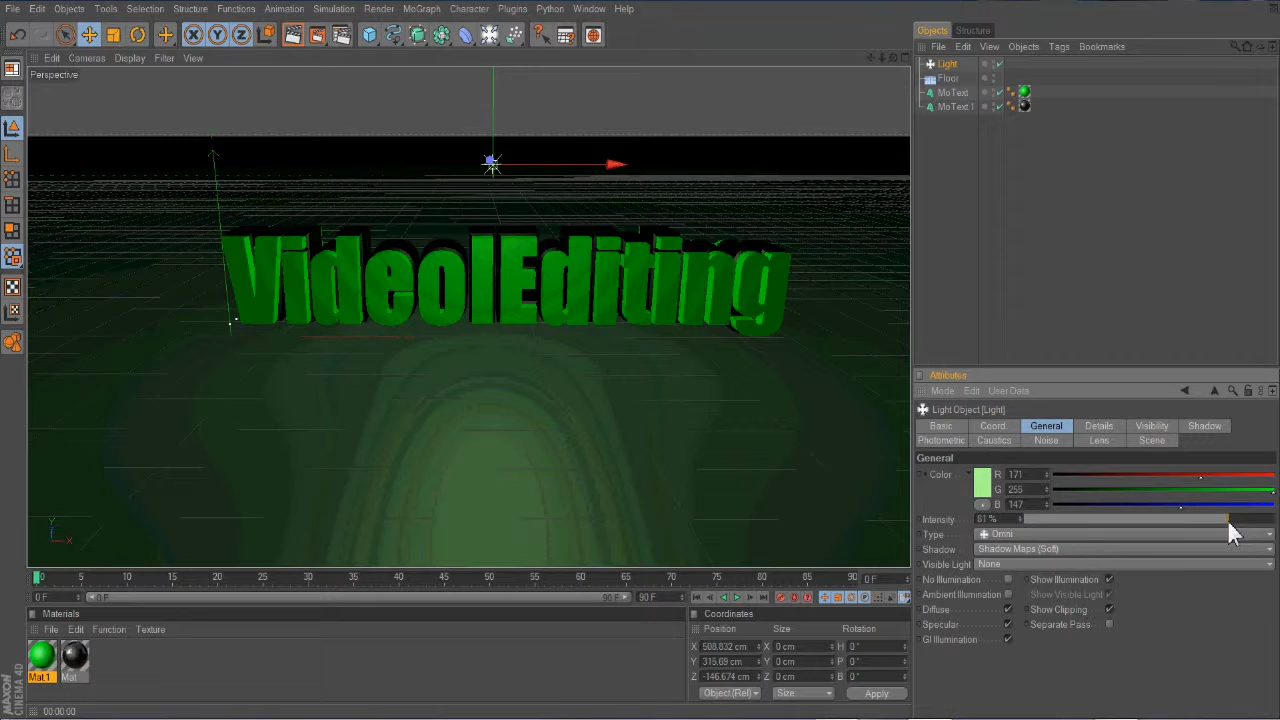 File Edit Objects Tools Selection Structure Functions Animation Simulation Render MoGraph Character Plugins Python Window Help
Edit Cameras Display Filter View
Perspective
VideolEditing
Y
X
0 5 10 15 20 25 30 35 40 45 50 55 60 65 70 75 80 85 90 0 F
0 F 0 F 90 F 90 F
Materials
File Edit Function Texture
Mat.1 Mat
MAXON CINEMA 4D
00:00:00
Coordinates
Position Size Rotation
X 508.832 cm X 0 cm H 0 °
Y 315.69 cm Y 0 cm P 0 °
Z -146.674 cm Z 0 cm B 0 °
Object (Rel) Size Apply
Objects Structure
File Edit View Objects Tags Bookmarks
Light
Floor
MoText
MoText.1
Attributes
Mode Edit User Data
Light Object [Light]
Basic Coord. General Details Visibility Shadow
Photometric Caustics Noise Lens Scene
General
Color R 171
G 255
B 147
Intensity 81 %
Type Omni
Shadow Shadow Maps (Soft)
Visible Light None
No Illumination Show Illumination
Ambient Illumination Show Visible Light
Diffuse Show Clipping
Specular Separate Pass
GI Illumination